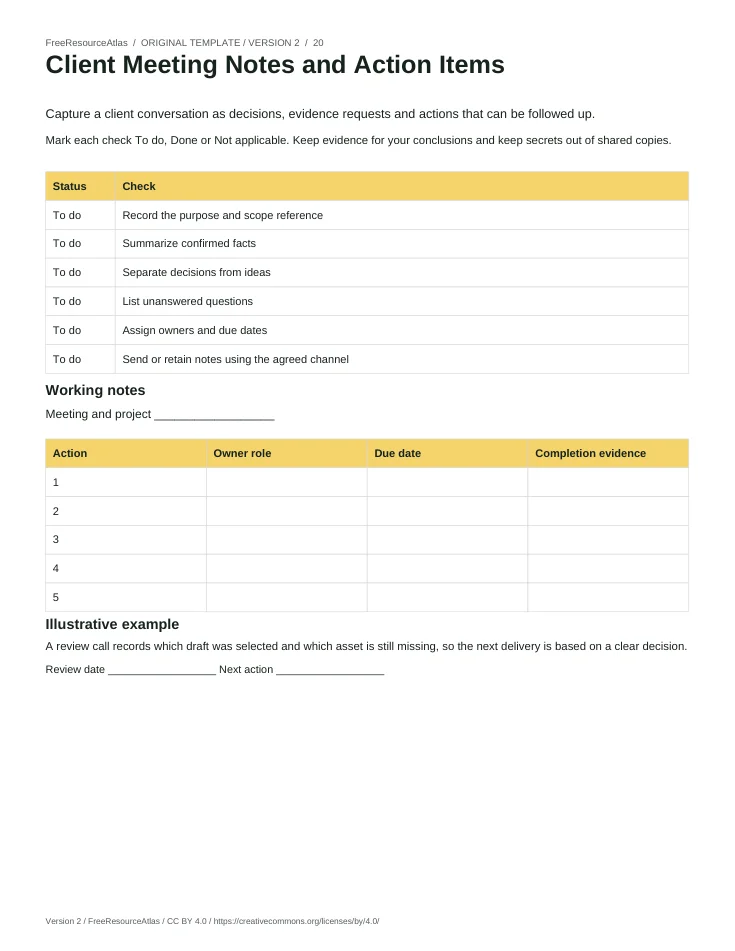 FreeResourceAtlas / ORIGINAL TEMPLATE / VERSION 2 / 20
Client Meeting Notes and Action Items
Capture a client conversation as decisions, evidence requests and actions that can be followed up.
Mark each check To do, Done or Not applicable. Keep evidence for your conclusions and keep secrets out of shared copies.
Status Check
To do Record the purpose and scope reference
To do Summarize confirmed facts
To do Separate decisions from ideas
To do List unanswered questions
To do Assign owners and due dates
To do Send or retain notes using the agreed channel
Working notes
Meeting and project __________________
Action Owner role Due date Completion evidence
1
2
3
4
5
Illustrative example
A review call records which draft was selected and which asset is still missing, so the next delivery is based on a clear decision.
Review date __________________ Next action __________________
Version 2 / FreeResourceAtlas / CC BY 4.0 / https://creativecommons.org/licenses/by/4.0/